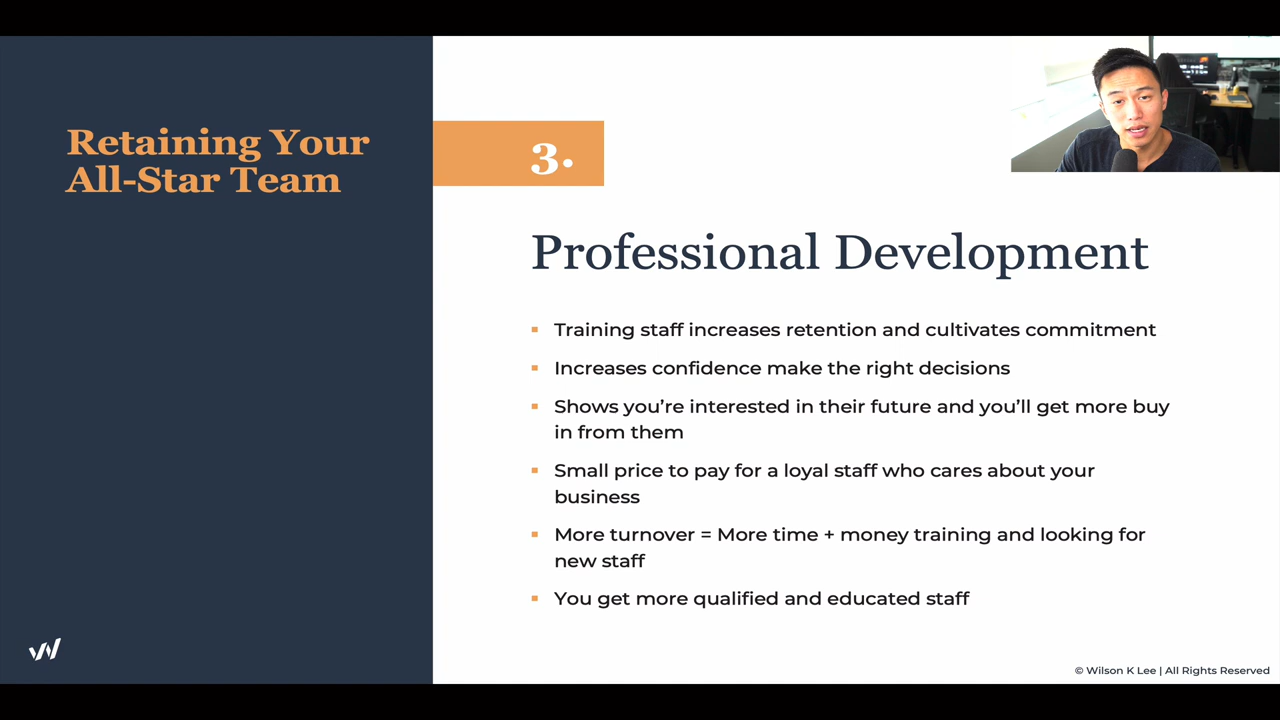 Retaining Your
All-Star Team
3.
Professional Development
Training staff increases retention and cultivates commitment
Increases confidence make the right decisions
Shows you’re interested in their future and you’ll get more buy
in from them
Small price to pay for a loyal staff who cares about your
business
More turnover = More time + money training and looking for
new staff
You get more qualified and educated staff
© Wilson K Lee | All Rights Reserved